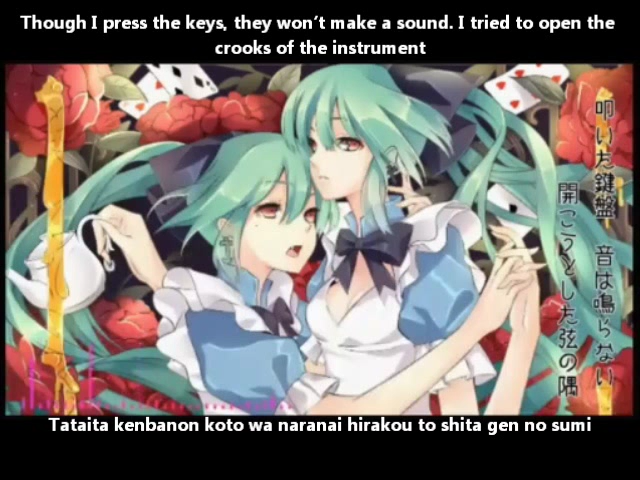 Though I press the keys, they won't make a sound. I tried to open the
crooks of the instrument
叩いた鍵盤 音は鳴らない
開こうとした弦の隅
Tataita kenbanon koto wa naranai hirakou to shita gen no sumi